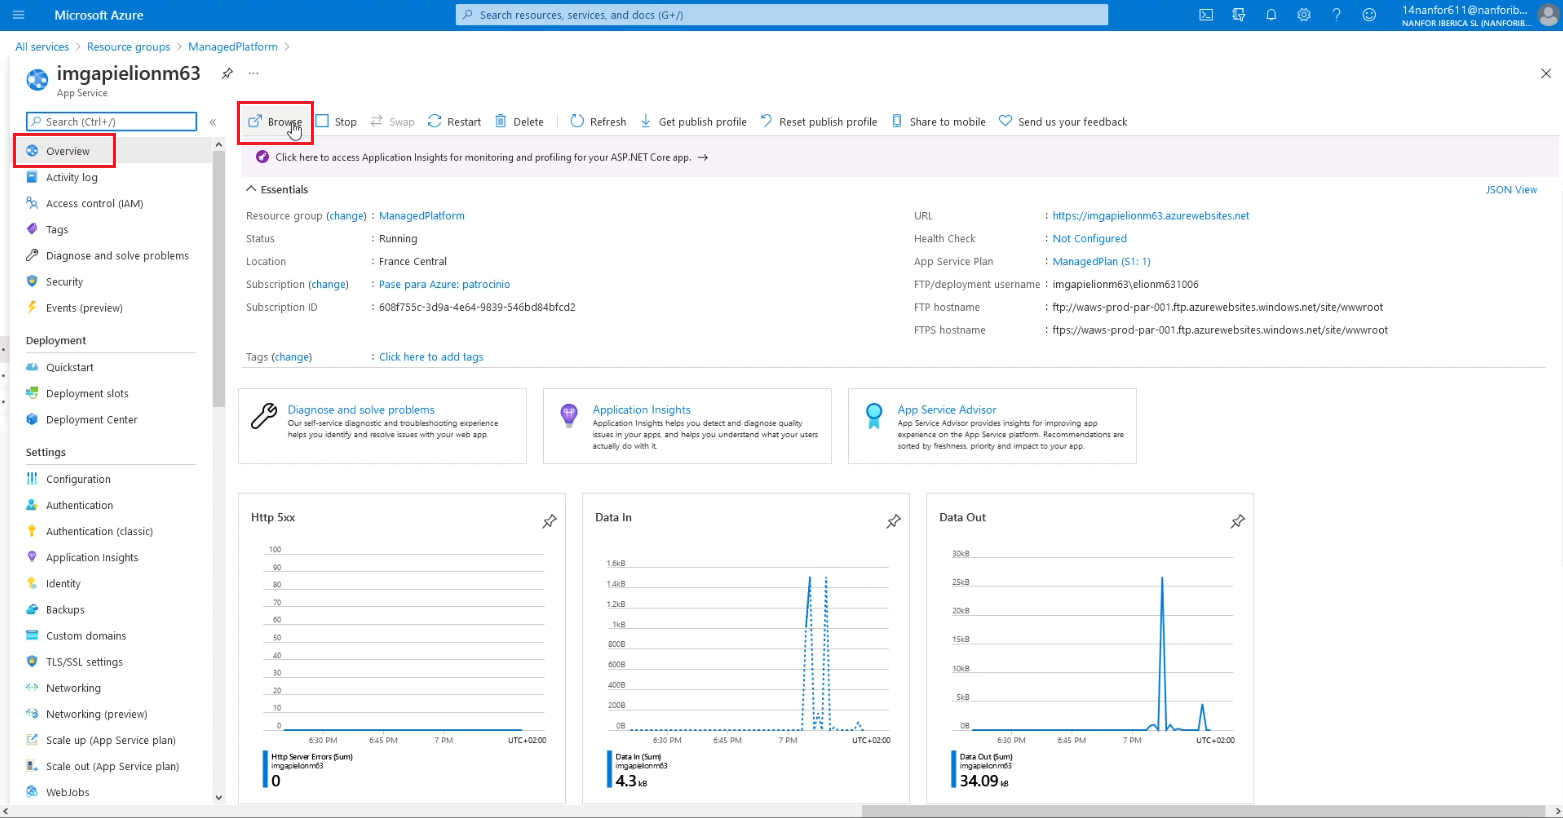 Microsoft Azure
Search resources, services, and docs (G+/)
14nanfor611@nanforib...
NANFOR IBERICA SL (NANFORIB...
All services > Resource groups > ManagedPlatform >
imgapielionm63
...
App Service
Search (Ctrl+/)
«
Browse
Stop
Swap
Restart
Delete
Refresh
Get publish profile
Reset publish profile
Share to mobile
Send us your feedback
Overview
Activity log
Access control (IAM)
Tags
Diagnose and solve problems
Security
Events (preview)
Deployment
Quickstart
Deployment slots
Deployment Center
Settings
Configuration
Authentication
Authentication (classic)
Application Insights
Identity
Backups
Custom domains
TLS/SSL settings
Networking
Networking (preview)
Scale up (App Service plan)
Scale out (App Service plan)
WebJobs
Click here to access Application Insights for monitoring and profiling for your ASP.NET Core app. →
Essentials
JSON View
Resource group (change) : ManagedPlatform
Status : Running
Location : France Central
Subscription (change) : Pase para Azure: patrocinio
Subscription ID : 608f755c-3d9a-4e64-9839-546bd84bfcd2
Tags (change) : Click here to add tags
URL : https://imgapielionm63.azurewebsites.net
Health Check : Not Configured
App Service Plan : ManagedPlan (S1: 1)
FTP/deployment username : imgapielionm63\elionm631006
FTP hostname : ftp://waws-prod-par-001.ftp.azurewebsites.windows.net/site/wwwroot
FTPS hostname : ftps://waws-prod-par-001.ftp.azurewebsites.windows.net/site/wwwroot
Diagnose and solve problems
Our self-service diagnostic and troubleshooting experience
helps you identify and resolve issues with your web app.
Application Insights
Application Insights helps you detect and diagnose quality
issues in your apps, and helps you understand what your users
actually do with it.
App Service Advisor
App Service Advisor provides insights for improving app
experience on the App Service platform. Recommendations are
sorted by freshness, priority and impact to your app.
Http 5xx
100
90
80
70
60
50
40
30
20
10
0
6:30 PM 6:45 PM 7 PM UTC+02:00
Http Server Errors (Sum)
imgapielionm63
0
Data In
1.6kB
1.4kB
1.2kB
1kB
800B
600B
400B
200B
0B
6:30 PM 6:45 PM 7 PM UTC+02:00
Data In (Sum)
imgapielionm63
4.3 kB
Data Out
30kB
25kB
20kB
15kB
10kB
5kB
0B
6:30 PM 6:45 PM 7 PM UTC+02:00
Data Out (Sum)
imgapielionm63
34.09 kB